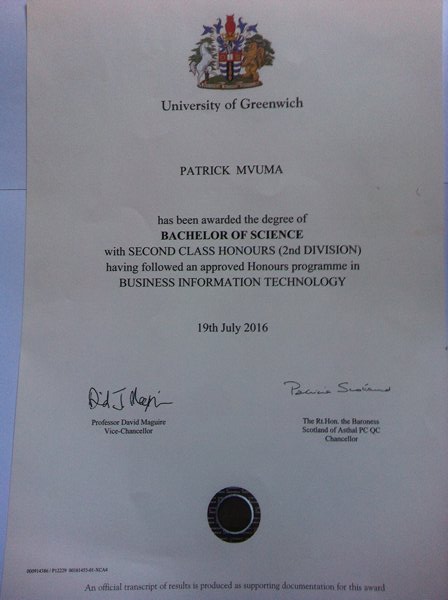 University of Greenwich
PATRICK MVUMA
has been awarded the degree of
BACHELOR OF SCIENCE
with SECOND CLASS HONOURS (2nd DIVISION)
having followed an approved Honours programme in
BUSINESS INFORMATION TECHNOLOGY
19th July 2016
Professor David Maguire
Vice-Chancellor
The Rt.Hon. the Baroness
Scotland of Asthal PC QC
Chancellor
An official transcript of results is produced as supporting documentation for this award